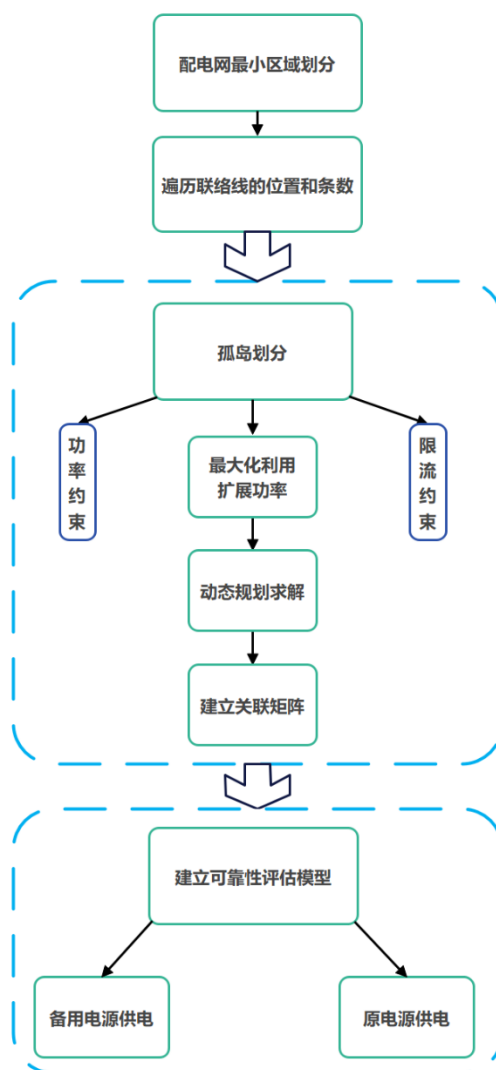 配电网最小区域划分
遍历联络线的位置和条数
孤岛划分
功率约束
最大化利用
扩展功率
限流约束
动态规划求解
建立关联矩阵
建立可靠性评估模型
备用电源供电
原电源供电